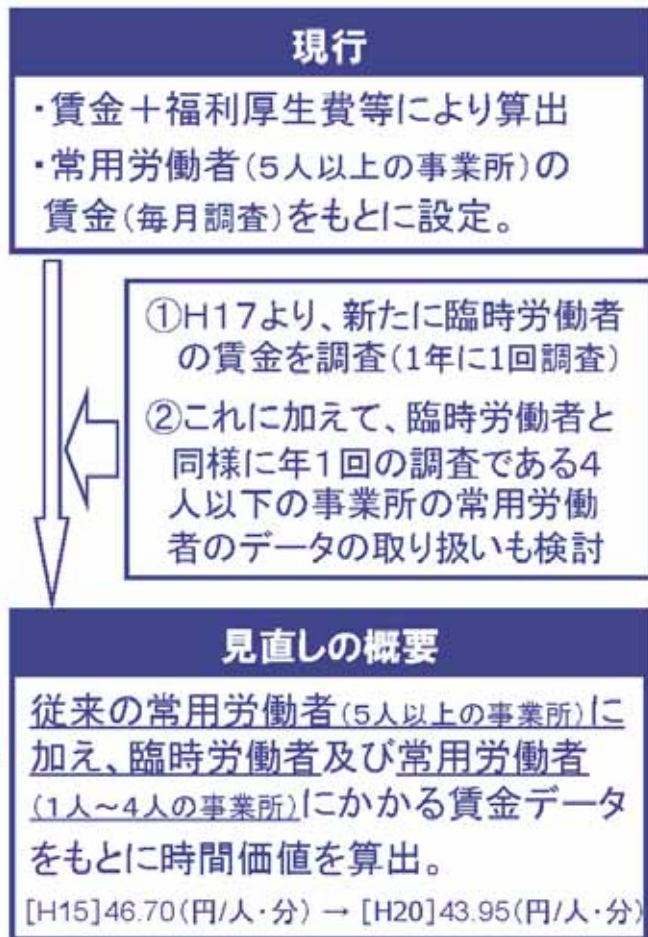 現行
・賃金＋福利厚生費等により算出
・常用労働者(5人以上の事業所)の
賃金(毎月調査)をもとに設定。
①H17より、新たに臨時労働者
の賃金を調査(1年に1回調査)
②これに加えて、臨時労働者と
同様に年1回の調査である4
人以下の事業所の常用労働
者のデータの取り扱いも検討
見直しの概要
従来の常用労働者(5人以上の事業所)に
加え、臨時労働者及び常用労働者
(1人～4人の事業所)にかかる賃金データ
をもとに時間価値を算出。
[H15]46.70(円/人・分) → [H20]43.95(円/人・分)